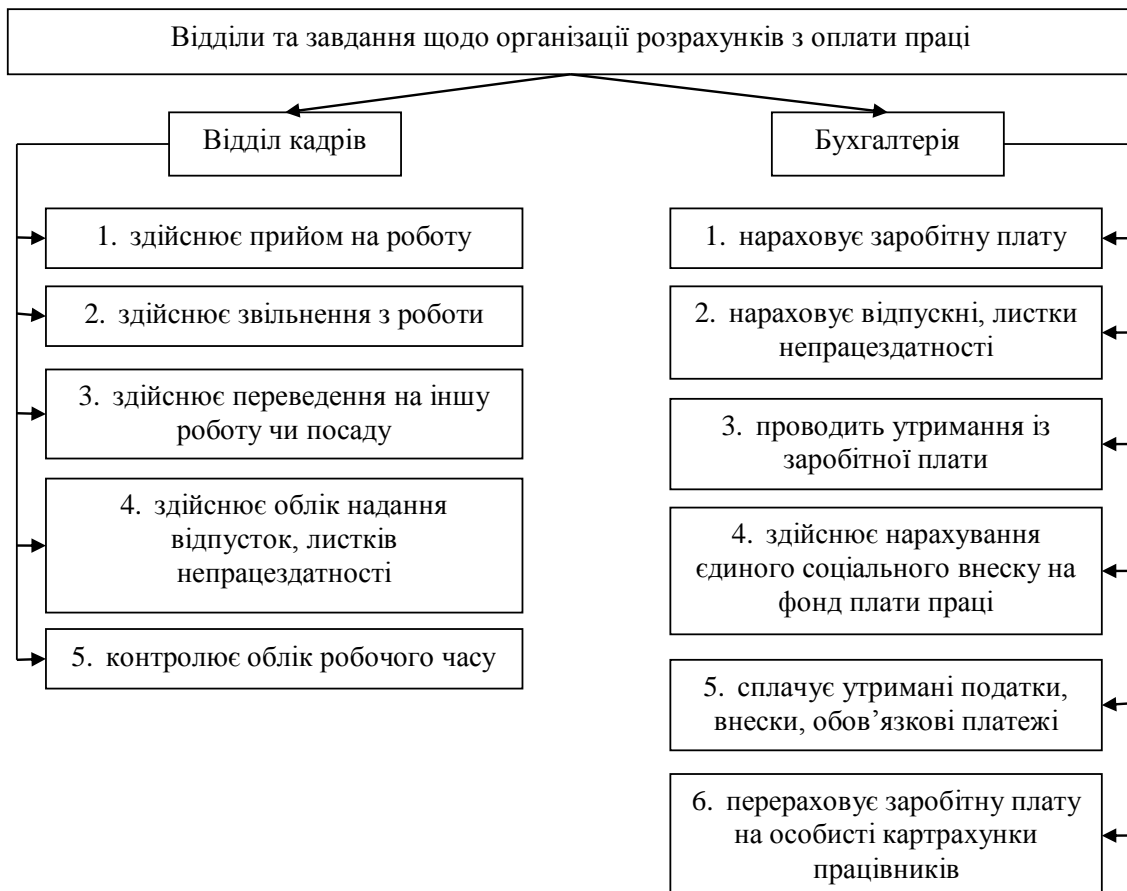 Відділи та завдання щодо організації розрахунків з оплати праці
Відділ кадрів
1. здійснює прийом на роботу
2. здійснює звільнення з роботи
3. здійснює переведення на іншу
роботу чи посаду
4. здійснює облік надання
відпусток, листків
непрацездатності
5. контролює облік робочого часу
Бухгалтерія
1. нараховує заробітну плату
2. нараховує відпускні, листки
непрацездатності
3. проводить утримання із
заробітної плати
4. здійснює нарахування
єдиного соціального внеску на
фонд плати праці
5. сплачує утримані податки,
внески, обов’язкові платежі
6. перераховує заробітну плату
на особисті картрахунки
працівників